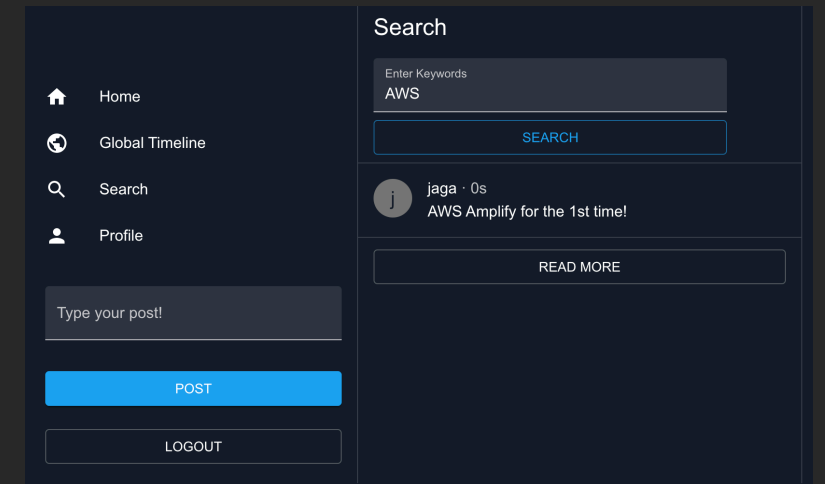 Home
Global Timeline
Search
Profile
Type your post!
POST
LOGOUT
Search
Enter Keywords
AWS
SEARCH
j
jaga · 0s
AWS Amplify for the 1st time!
READ MORE